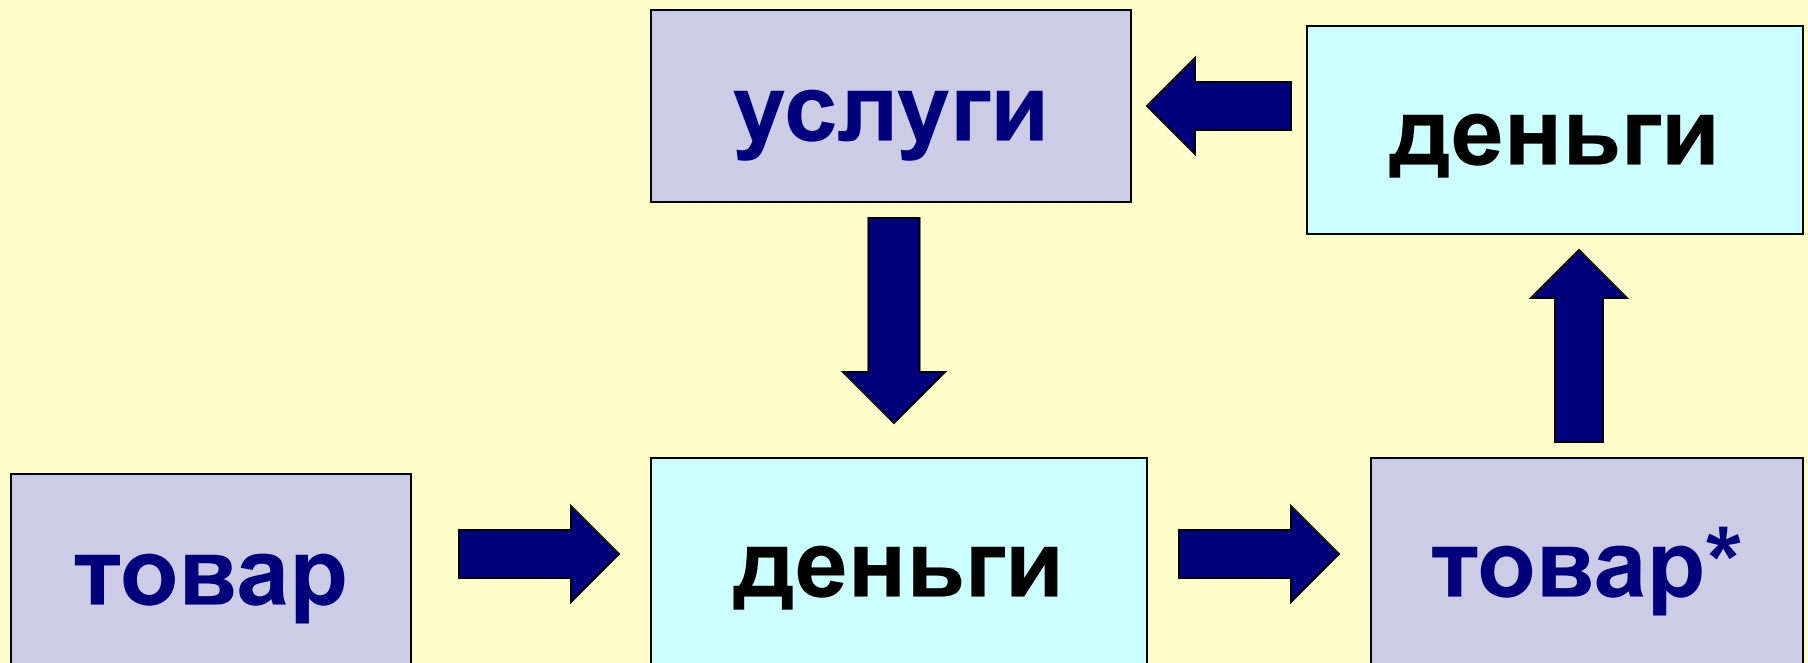 услуги
деньги
товар
деньги
товар*